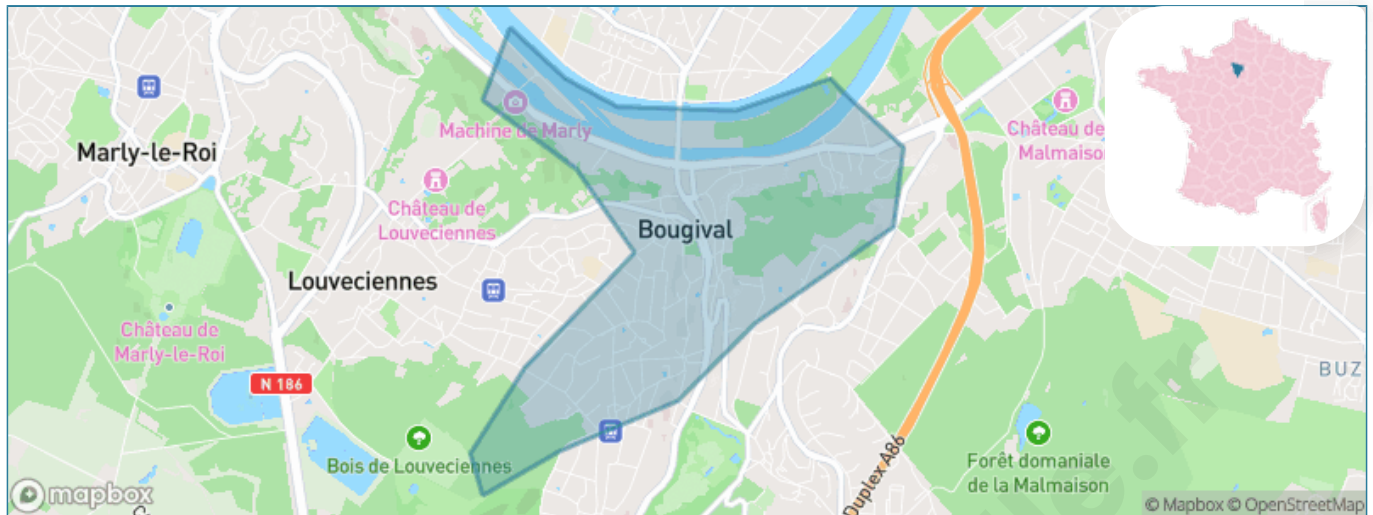 Marly-le-Roi
Machine de Marly
Château de
Malmaison
Château de
Louveciennes
Bougival
Louveciennes
Château de
Marly-le-Roi
N 186
BUZ
Bois de Louveciennes
Duplex A86
Forêt domaniale
de la Malmaison
mapbox
© Mapbox © OpenStreetMap